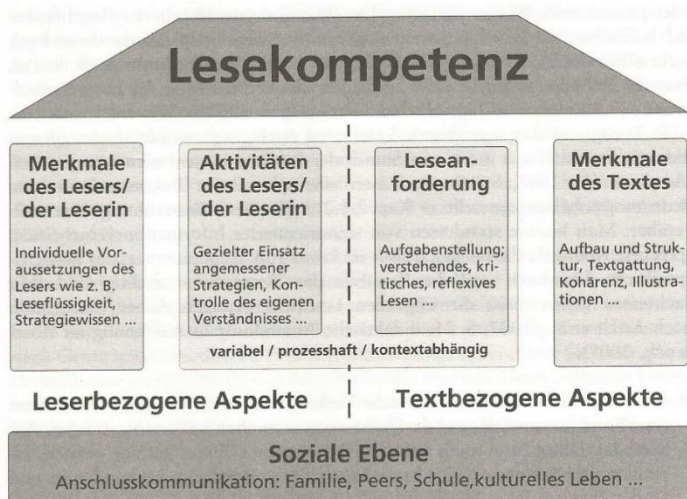 Lesekompetenz
Merkmale
des Lesers/
der Leserin
Individuelle Vor-
aussetzungen des
Lesers wie z. B.
Leseflüssigkeit,
Strategiewissen ...
Aktivitäten
des Lesers/
der Leserin
Gezielter Einsatz
angemessener
Strategien, Kon-
trolle des eigenen
Verständnisses ...
Lesean-
forderung
Aufgabenstellung;
verstehendes, kri-
tisches, reflexives
Lesen ...
Merkmale
des Textes
Aufbau und Struk-
tur, Textgattung,
Kohärenz, Illustra-
tionen ...
variabel / prozesshaft / kontextabhängig
Leserbezogene Aspekte
Textbezogene Aspekte
Soziale Ebene
Anschlusskommunikation: Familie, Peers, Schule,kulturelles Leben ...